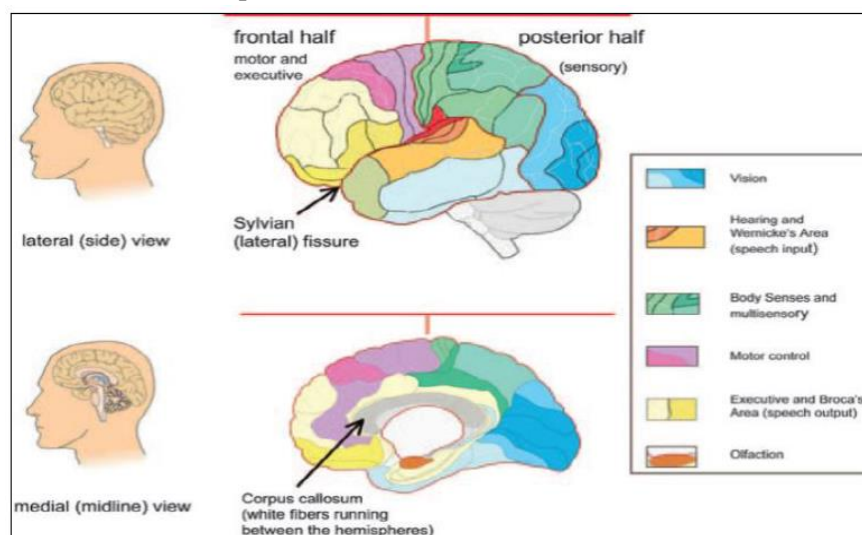 frontal half
motor and
executive
posterior half
(sensory)
Sylvian
(lateral) fissure
lateral (side) view
Vision
Hearing and
Wernicke's Area
(speech input)
Body Senses and
multisensory
Motor control
Executive and Broca's
Area (speech output)
Olfaction
Corpus callosum
(white fibers running
between the hemispheres)
medial (midline) view